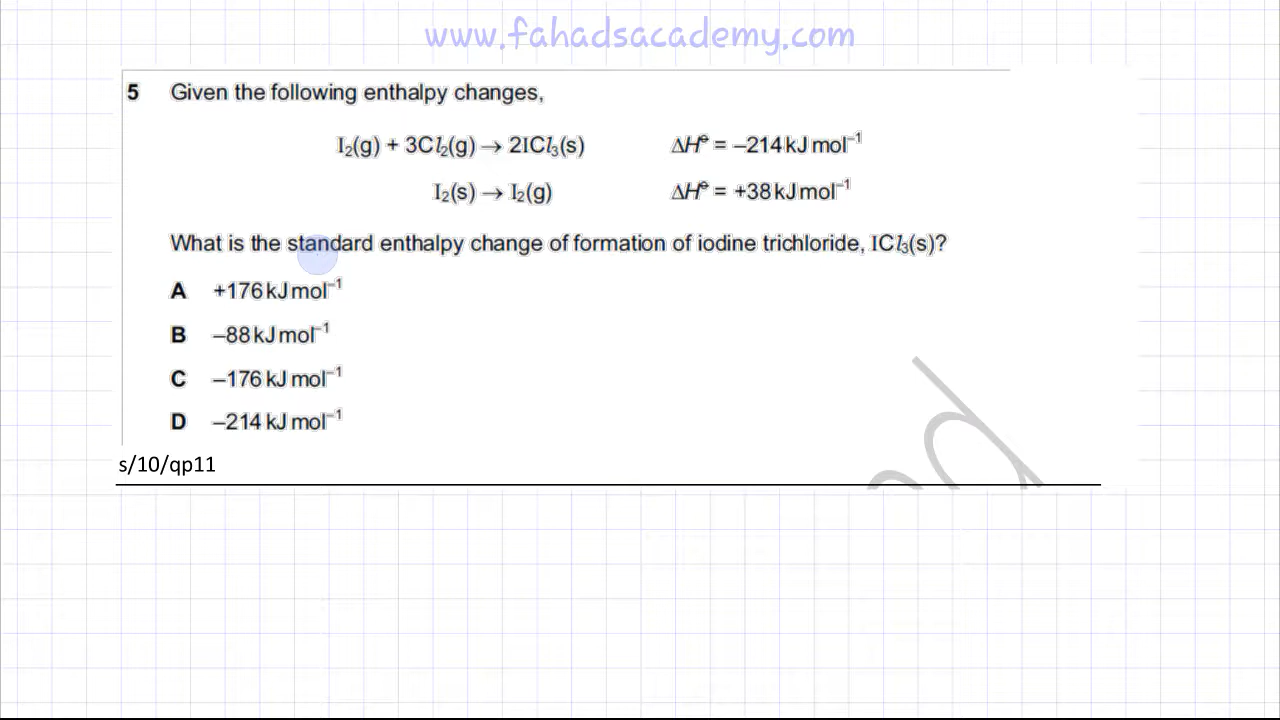 www.fahadsacademy.com
5 Given the following enthalpy changes,
I₂(g) + 3Cl₂(g) → 2ICl₃(s) ΔH⦵ = –214 kJ mol⁻¹
I₂(s) → I₂(g) ΔH⦵ = +38 kJ mol⁻¹
What is the standard enthalpy change of formation of iodine trichloride, ICl₃(s)?
A +176 kJ mol⁻¹
B –88 kJ mol⁻¹
C –176 kJ mol⁻¹
D –214 kJ mol⁻¹
s/10/qp11